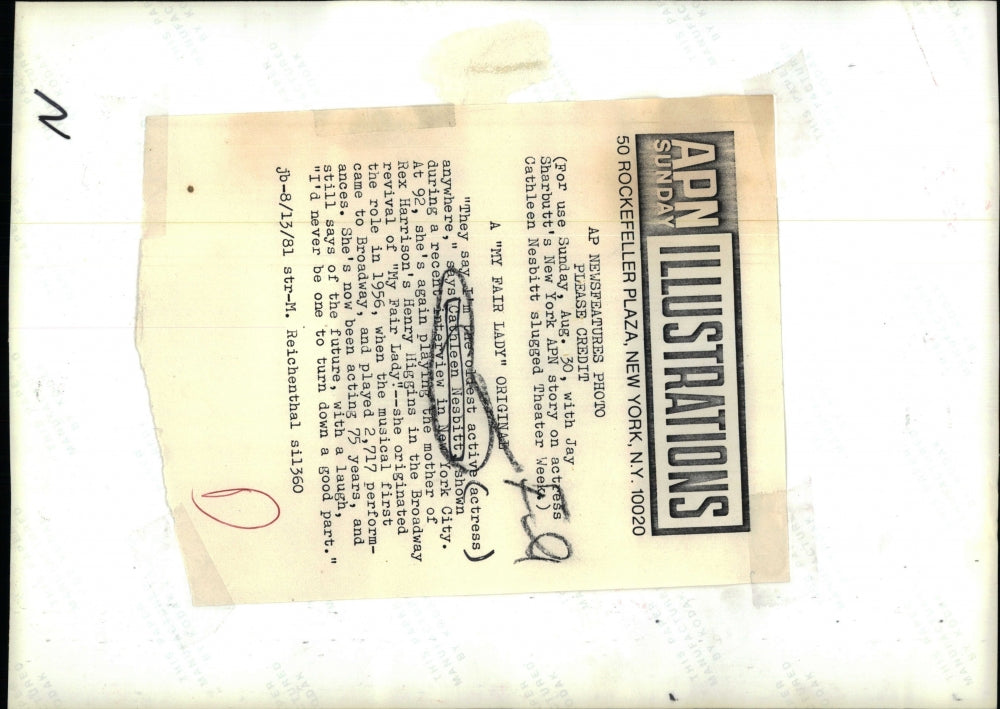 APN SUNDAY ILLUSTRATIONS
50 ROCKEFELLER PLAZA, NEW YORK, N.Y. 10020
AP NEWSFEATURES PHOTO
PLEASE CREDIT
(For use Sunday, Aug. 30, with Jay
Sharbutt's New York APN story on actress
Cathleen Nesbitt slugged Theater Week.)
A "MY FAIR LADY" ORIGINAL
"They say I'm the oldest active (actress)
anywhere," says Cathleen Nesbitt, shown
during a recent interview in New York City.
At 92, she's again playing the mother of
Rex Harrison's Henry Higgins in the Broadway
revival of "My Fair Lady."--she originated
the role in 1956, when the musical first
came to Broadway, and played 2,717 perform-
ances. She's now been acting 75 years, and
still says of the future, with a laugh,
"I'd never be one to turn down a good part."
jb-8/13/81 str-M. Reichenthal sil360
N
THIS PAPER
MANUFACTURED
BY KODAK